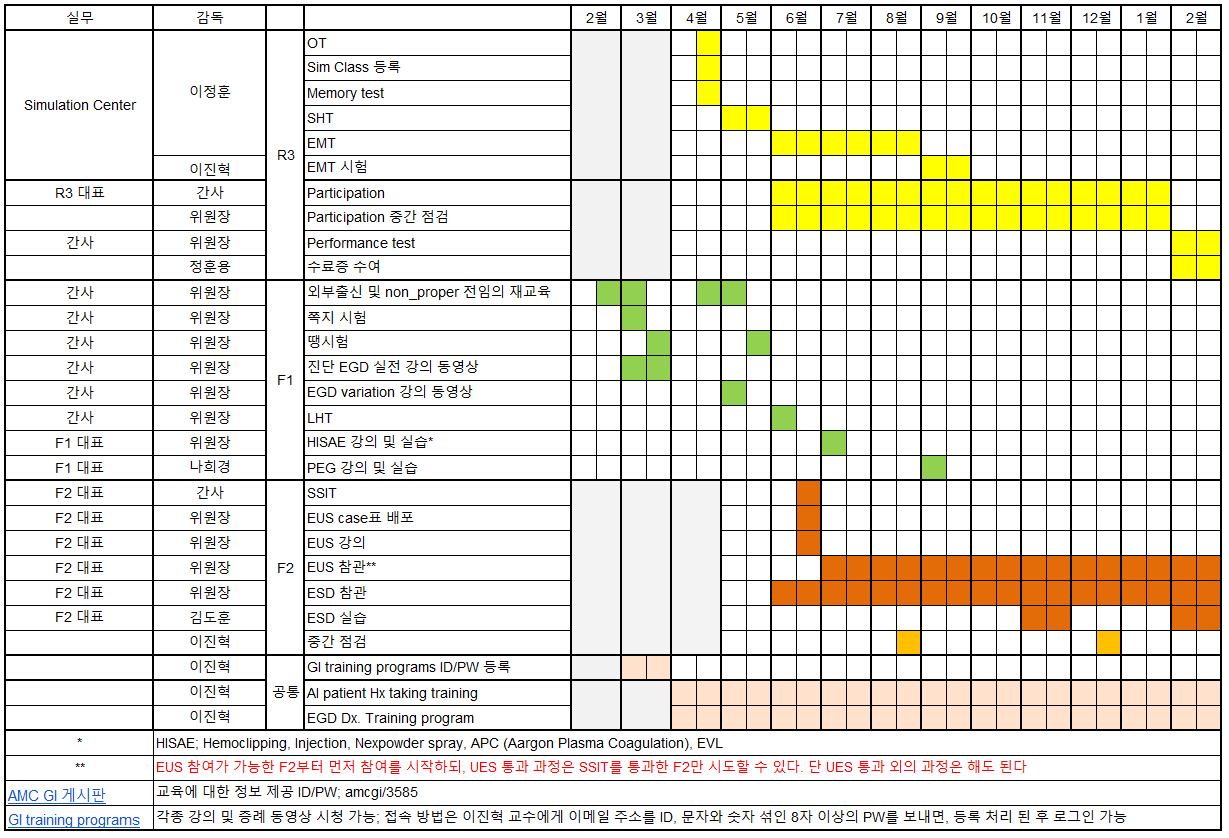 실무 감독 2월 3월 4월 5월 6월 7월 8월 9월 10월 11월 12월 1월 2월
Simulation Center 이정훈 R3 OT
Sim Class 등록
Memory test
SHT
EMT
이진혁 EMT 시험
R3 대표 간사 Participation
위원장 Participation 중간 점검
간사 위원장 Performance test
정훈용 수료증 수여
간사 위원장 F1 외부출신 및 non_proper 전임의 재교육
간사 위원장 쪽지 시험
간사 위원장 땡시험
간사 위원장 진단 EGD 실전 강의 동영상
간사 위원장 EGD variation 강의 동영상
간사 위원장 LHT
F1 대표 위원장 HISAE 강의 및 실습*
F1 대표 나희경 PEG 강의 및 실습
F2 대표 간사 F2 SSIT
F2 대표 위원장 EUS case표 배포
F2 대표 위원장 EUS 강의
F2 대표 위원장 EUS 참관**
F2 대표 위원장 ESD 참관
F2 대표 김도훈 ESD 실습
이진혁 중간 점검
이진혁 공통 GI training programs ID/PW 등록
이진혁 AI patient Hx taking training
이진혁 EGD Dx. Training program
* HISAE; Hemoclipping, Injection, Nexpowder spray, APC (Aargon Plasma Coagulation), EVL
** EUS 참여가 가능한 F2부터 먼저 참여를 시작하되, UES 통과 과정은 SSIT를 통과한 F2만 시도할 수 있다. 단 UES 통과 외의 과정은 해도 된다
AMC GI 게시판 교육에 대한 정보 제공 ID/PW; amcgi/3585
GI training programs 각종 강의 및 증례 동영상 시청 가능; 접속 방법은 이진혁 교수에게 이메일 주소를 ID, 문자와 숫자 섞인 8자 이상의 PW를 보내면, 등록 처리 된 후 로그인 가능